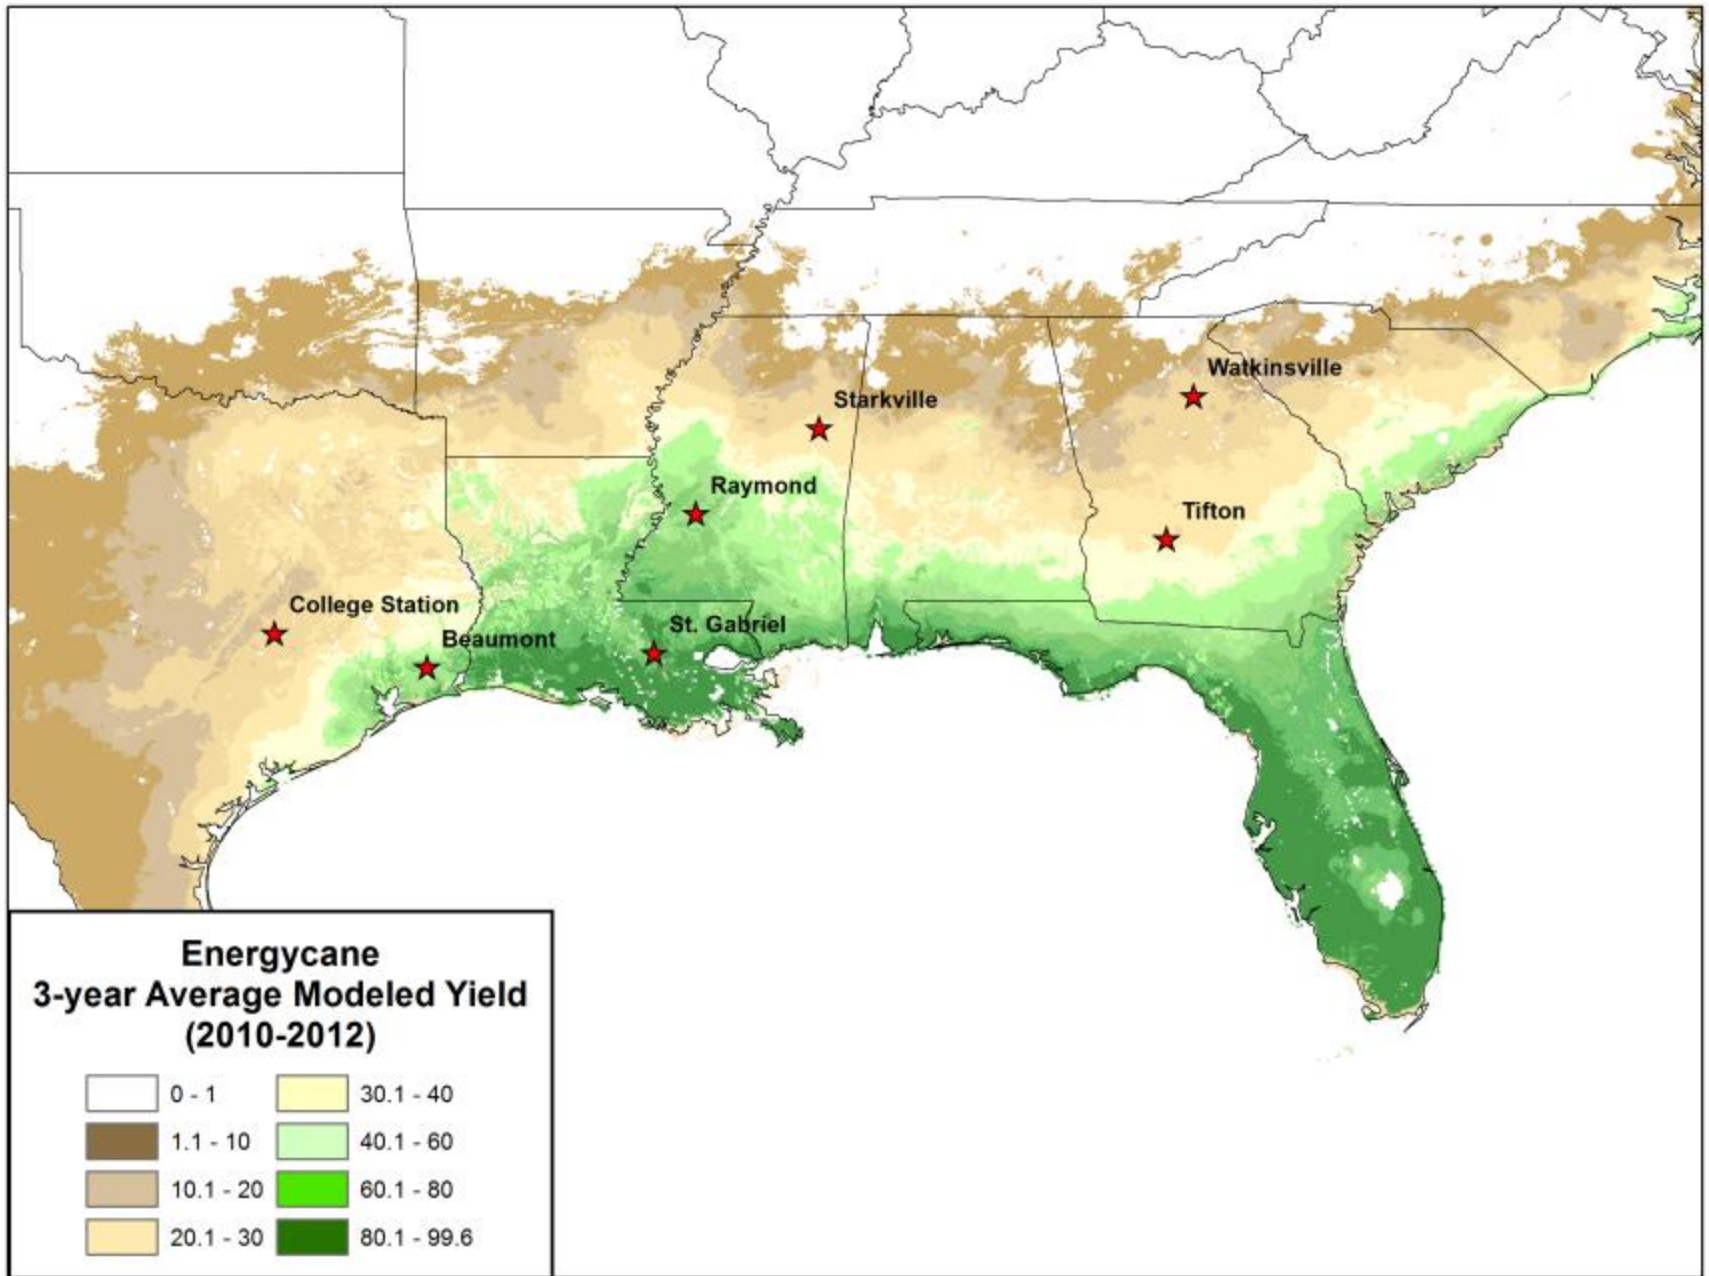 Watkinsville
Starkville
Raymond
Tifton
College Station
St. Gabriel
Beaumont
Energycane
3-year Average Modeled Yield
(2010-2012)
0 - 1
30.1 - 40
1.1 - 10
40.1 - 60
10.1 - 20
60.1 - 80
20.1 - 30
80.1 - 99.6